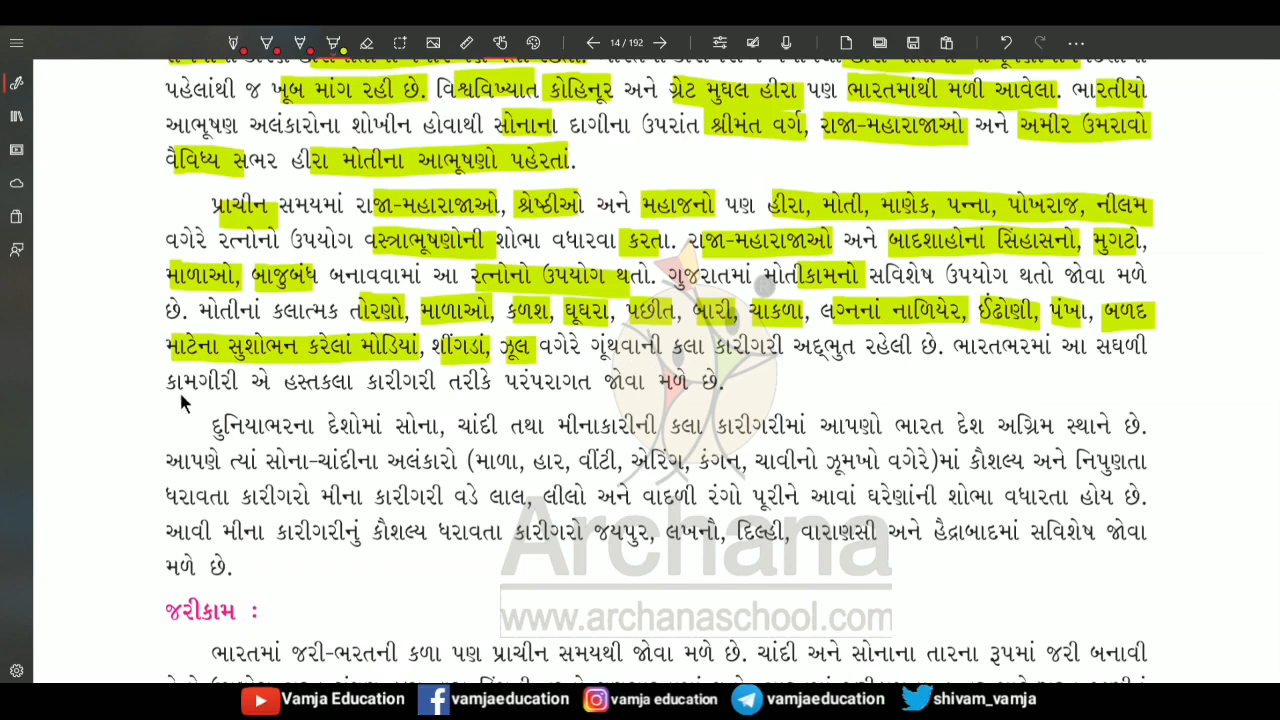 14 / 192
પહેલાંથી જ ખૂબ માંગ રહી છે. વિશ્વવિખ્યાત કોહિનૂર અને ગ્રેટ મુઘલ હીરા પણ ભારતમાંથી મળી આવેલા. ભારતીયો
આભૂષણ અલંકારોના શોખીન હોવાથી સોનાના દાગીના ઉપરાંત શ્રીમંત વર્ગ, રાજા-મહારાજાઓ અને અમીર ઉમરાવો
વૈવિધ્ય સભર હીરા મોતીના આભૂષણો પહેરતાં.
પ્રાચીન સમયમાં રાજા-મહારાજાઓ, શ્રેષ્ઠીઓ અને મહાજનો પણ હીરા, મોતી, માણેક, પન્ના, પોખરાજ, નીલમ
વગેરે રત્નોનો ઉપયોગ વસ્ત્રાભૂષણોની શોભા વધારવા કરતા. રાજા-મહારાજાઓ અને બાદશાહોનાં સિંહાસનો, મુગટો,
માળાઓ, બાજુબંધ બનાવવામાં આ રત્નોનો ઉપયોગ થતો. ગુજરાતમાં મોતીકામનો સવિશેષ ઉપયોગ થતો જોવા મળે
છે. મોતીનાં કલાત્મક તોરણો, માળાઓ, કળશ, ઘૂઘરા, પછીત, બારી, ચાકળા, લગ્નનાં નાળિયેર, ઈંઢોણી, પંખા, બળદ
માટેના સુશોભન કરેલાં મોડિયાં, શીંગડાં, ઝૂલ વગેરે ગૂંથવાની કલા કારીગરી અદ્ભુત રહેલી છે. ભારતભરમાં આ સઘળી
કામગીરી એ હસ્તકલા કારીગરી તરીકે પરંપરાગત જોવા મળે છે.
દુનિયાભરના દેશોમાં સોના, ચાંદી તથા મીનાકારીની કલા કારીગરીમાં આપણો ભારત દેશ અગ્રિમ સ્થાને છે.
આપણે ત્યાં સોના-ચાંદીના અલંકારો (માળા, હાર, વીંટી, એરિંગ, કંગન, ચાવીનો ઝૂમખો વગેરે)માં કૌશલ્ય અને નિપુણતા
ધરાવતા કારીગરો મીના કારીગરી વડે લાલ, લીલો અને વાદળી રંગો પૂરીને આવાં ઘરેણાંની શોભા વધારતા હોય છે.
આવી મીના કારીગરીનું કૌશલ્ય ધરાવતા કારીગરો જયપુર, લખનૌ, દિલ્હી, વારાણસી અને હૈદ્રાબાદમાં સવિશેષ જોવા
મળે છે.
Archana
www.archanaschool.com
જરીકામ :
ભારતમાં જરી-ભરતની કળા પણ પ્રાચીન સમયથી જોવા મળે છે. ચાંદી અને સોનાના તારના રૂપમાં જરી બનાવી
Vamja Education vamjaeducation vamja education vamjaeducation shivam_vamja